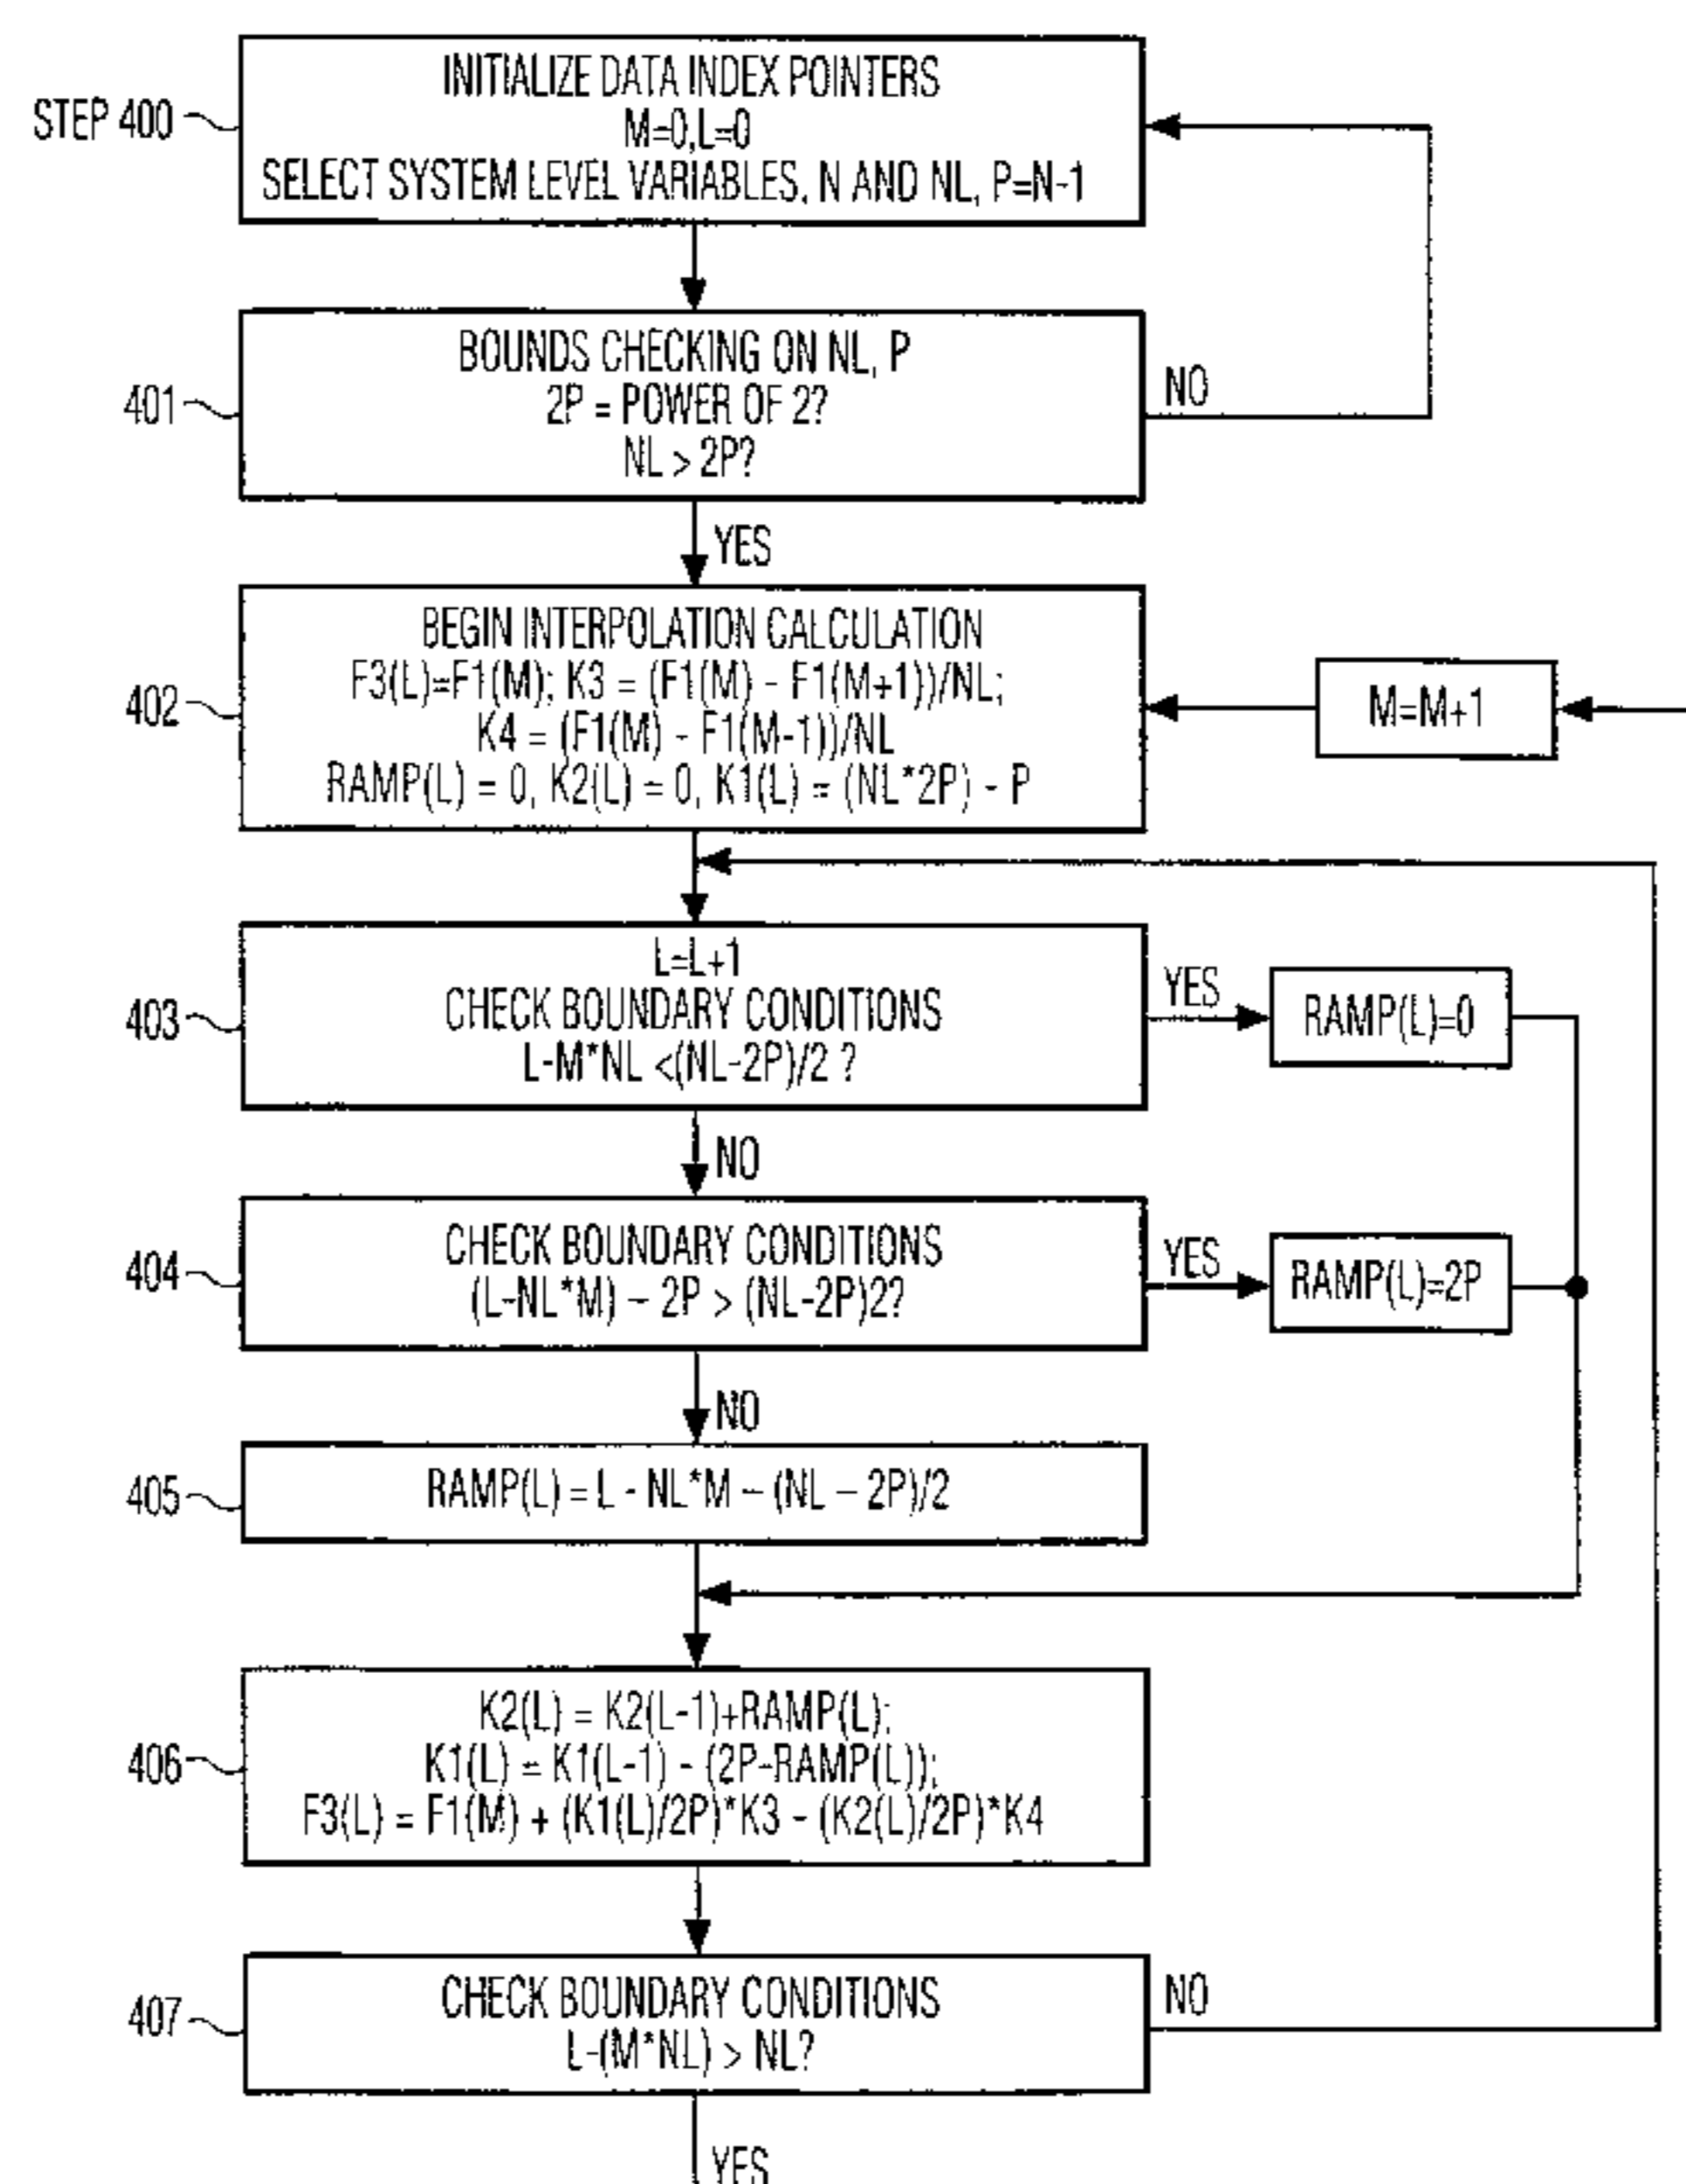 STEP 400
INITIALIZE DATA INDEX POINTERS
M=0,L=0
SELECT SYSTEM LEVEL VARIABLES, N AND NL, P=N-1
401
BOUNDS CHECKING ON NL, P
2P = POWER OF 2?
NL > 2P?
NO
YES
402
BEGIN INTERPOLATION CALCULATION
F3(L)=F1(M); K3 = (F1(M) - F1(M+1))/NL;
K4 = (F1(M) - F1(M-1))/NL
RAMP(L) = 0, K2(L) = 0, K1(L) = (NL*2P) - P
M=M+1
403
L=L+1
CHECK BOUNDARY CONDITIONS
L-M*NL <(NL-2P)/2 ?
YES
RAMP(L)=0
NO
404
CHECK BOUNDARY CONDITIONS
(L-NL*M) - 2P > (NL-2P)2?
YES
RAMP(L)=2P
NO
405
RAMP(L) = L - NL*M - (NL - 2P)/2
406
K2(L) = K2(L-1)+RAMP(L);
K1(L) = K1(L-1) - (2P-RAMP(L));
F3(L) = F1(M) + (K1(L)/2P)*K3 - (K2(L)/2P)*K4
407
CHECK BOUNDARY CONDITIONS
L-(M*NL) > NL?
NO
YES